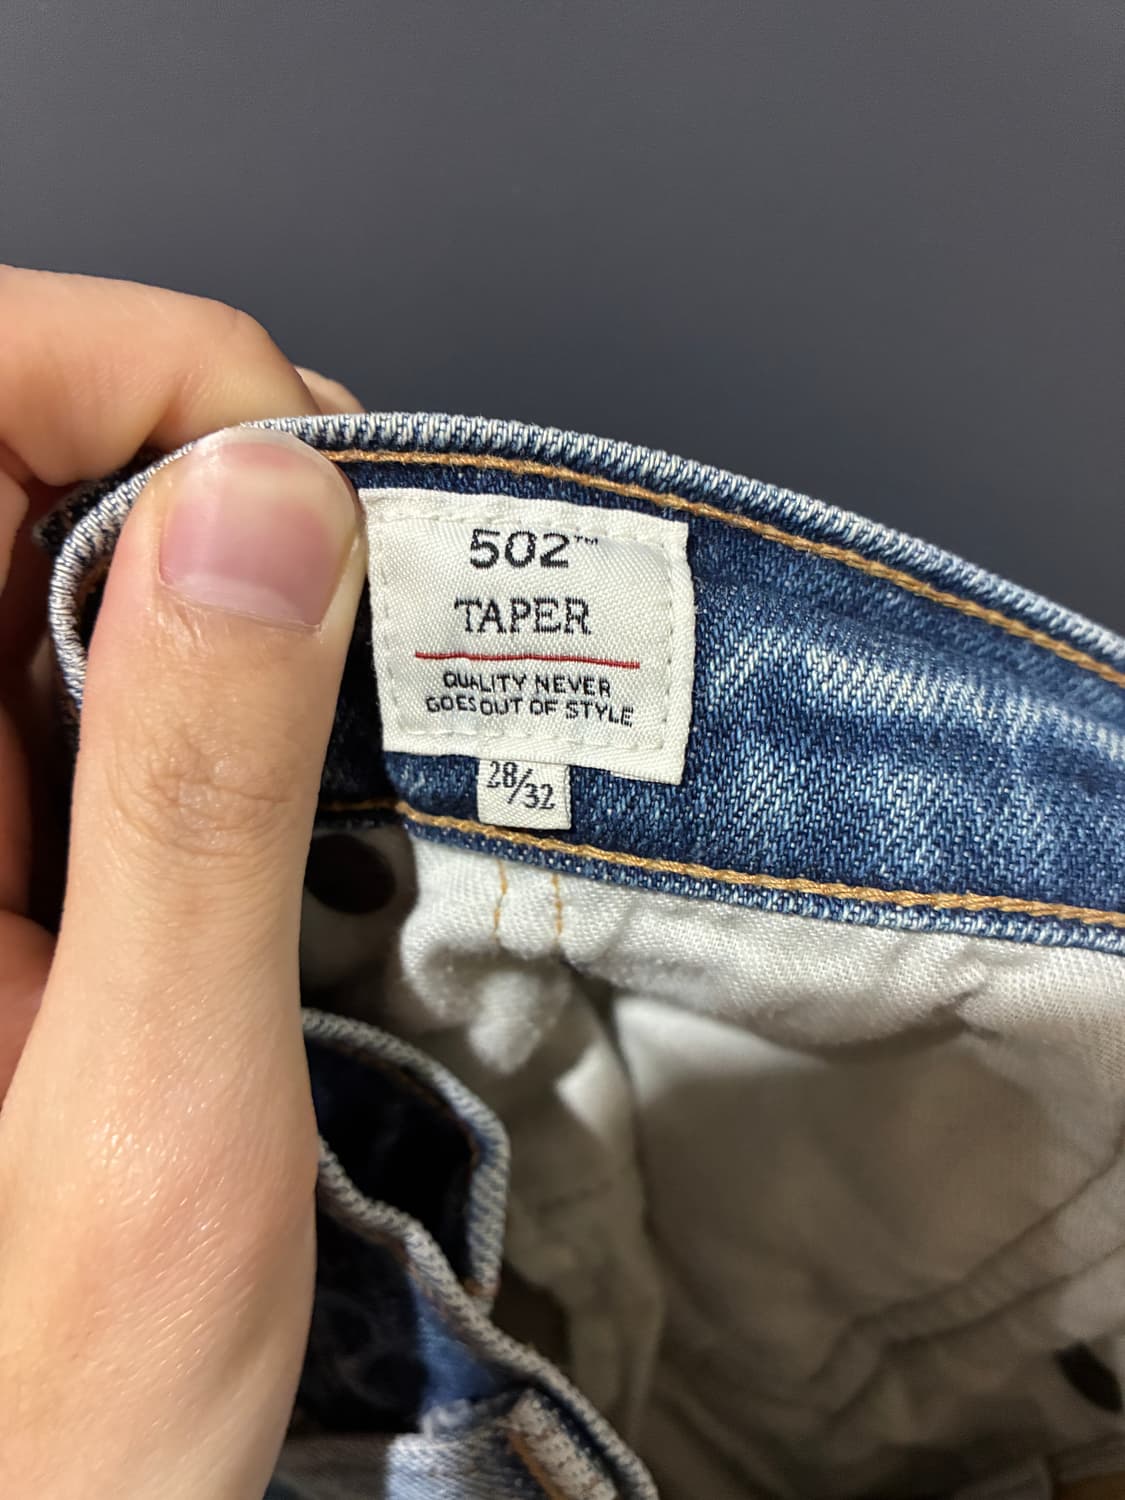 502™
TAPER
QUALITY NEVER
GOES OUT OF STYLE
28/32